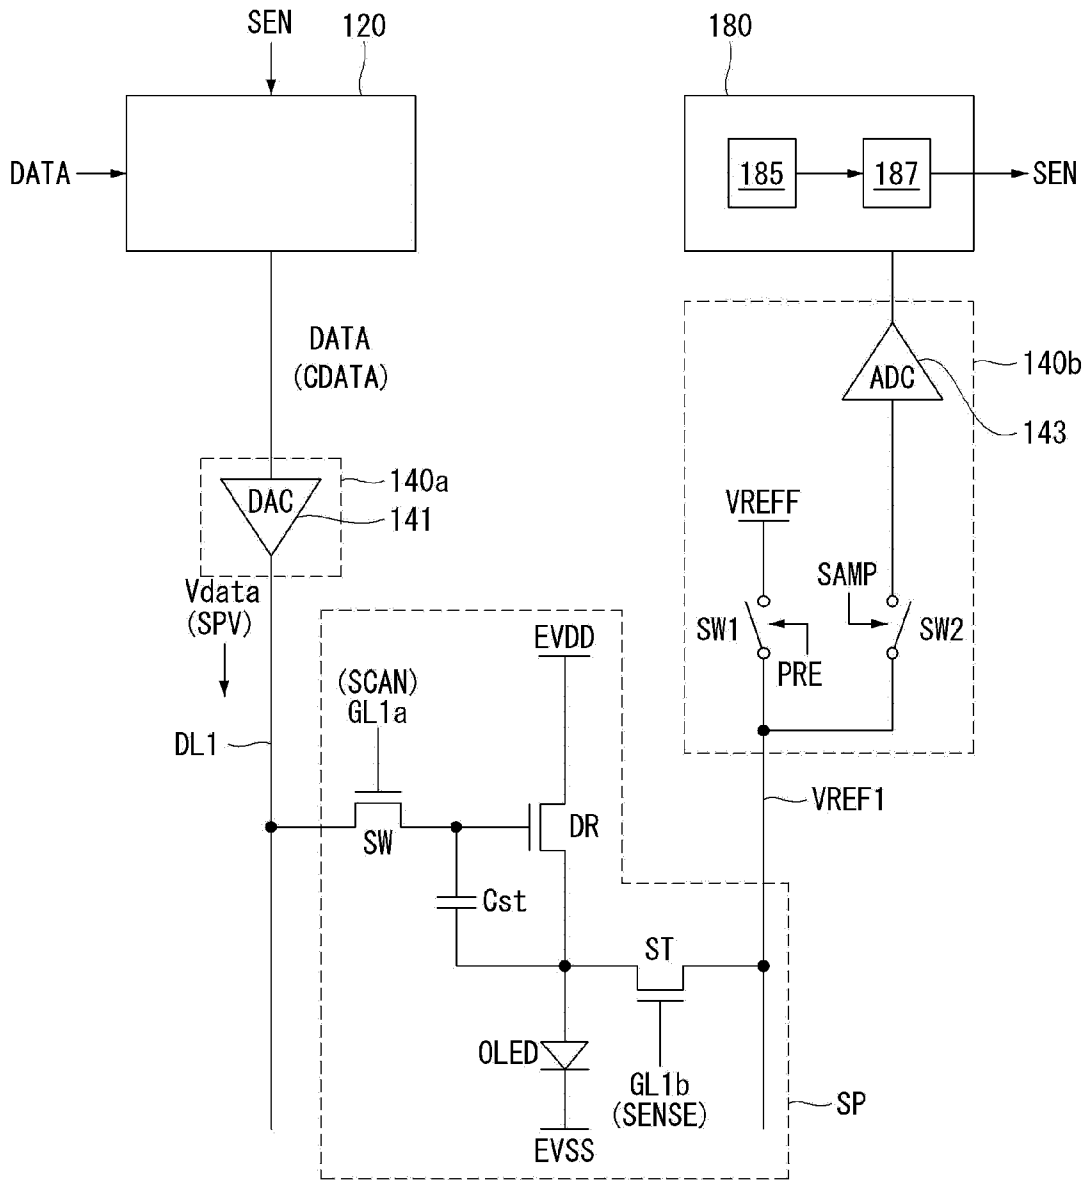 SEN
120
180
DATA
185
187
SEN
DATA
(CDATA)
140b
ADC
143
140a
DAC
141
VREFF
Vdata
(SPV)
SAMP
SW1
SW2
PRE
EVDD
(SCAN)
GL1a
DL1
VREF1
SW
DR
Cst
ST
OLED
GL1b
(SENSE)
SP
EVSS